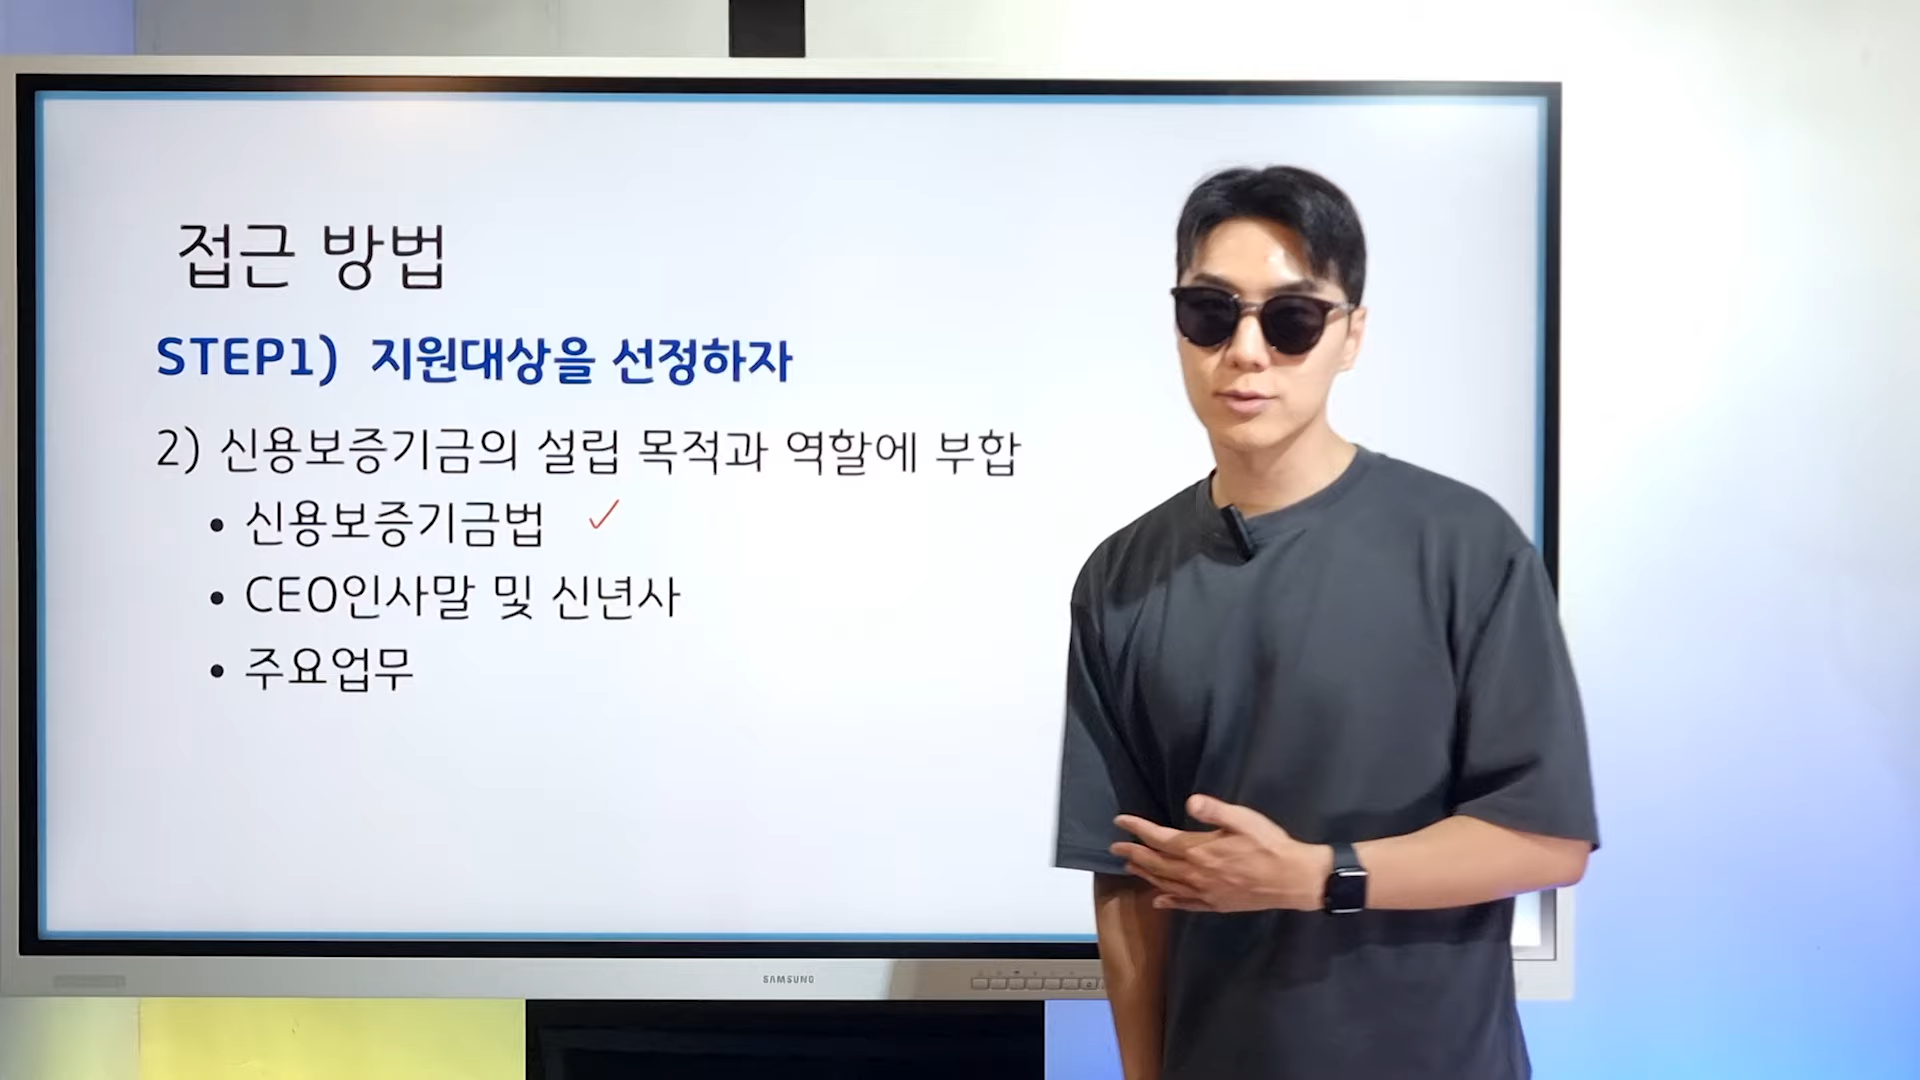 접근 방법
STEP1) 지원대상을 선정하자
2) 신용보증기금의 설립 목적과 역할에 부합
• 신용보증기금법 ✓
• CEO인사말 및 신년사
• 주요업무
SAMSUNG